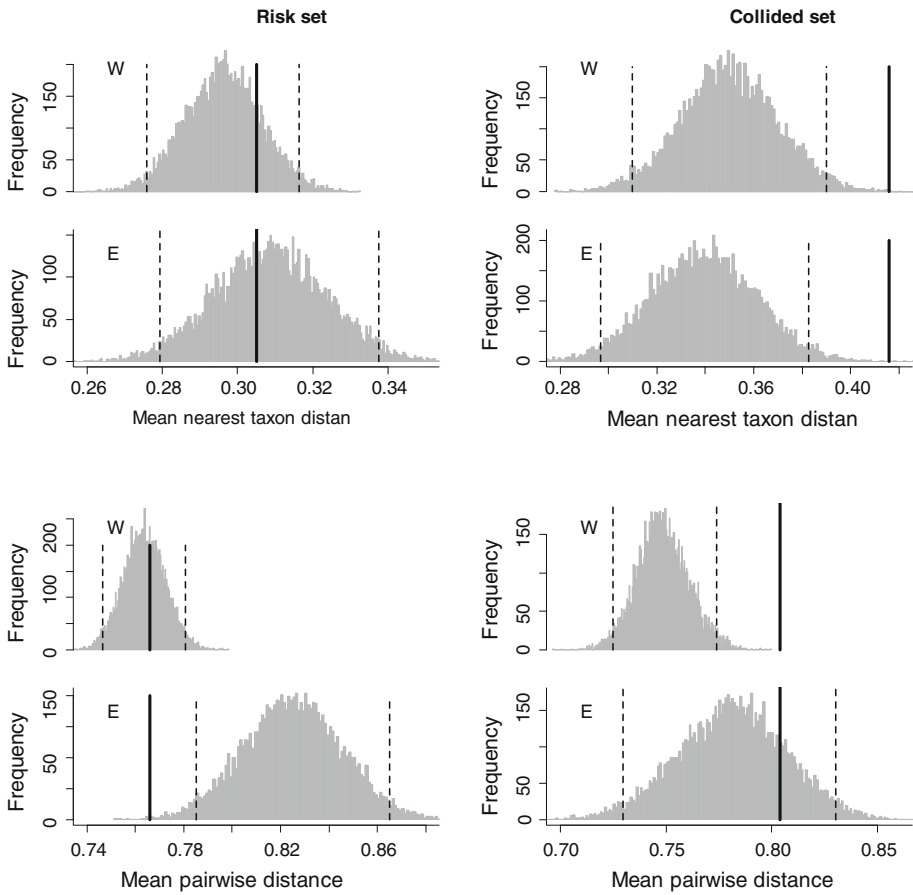 Risk set
Collided set
W
Frequency
0 50 150
W
Frequency
0 50 150
E
Frequency
0 50 100
0.26 0.28 0.30 0.32 0.34
Mean nearest taxon distan
E
Frequency
0 50 100 200
0.28 0.32 0.36 0.40
Mean nearest taxon distan
W
Frequency
0 100 200
W
Frequency
0 50 150
E
Frequency
0 50 150
0.74 0.78 0.82 0.86
Mean pairwise distance
E
Frequency
0 50 150
0.70 0.75 0.80 0.85
Mean pairwise distance